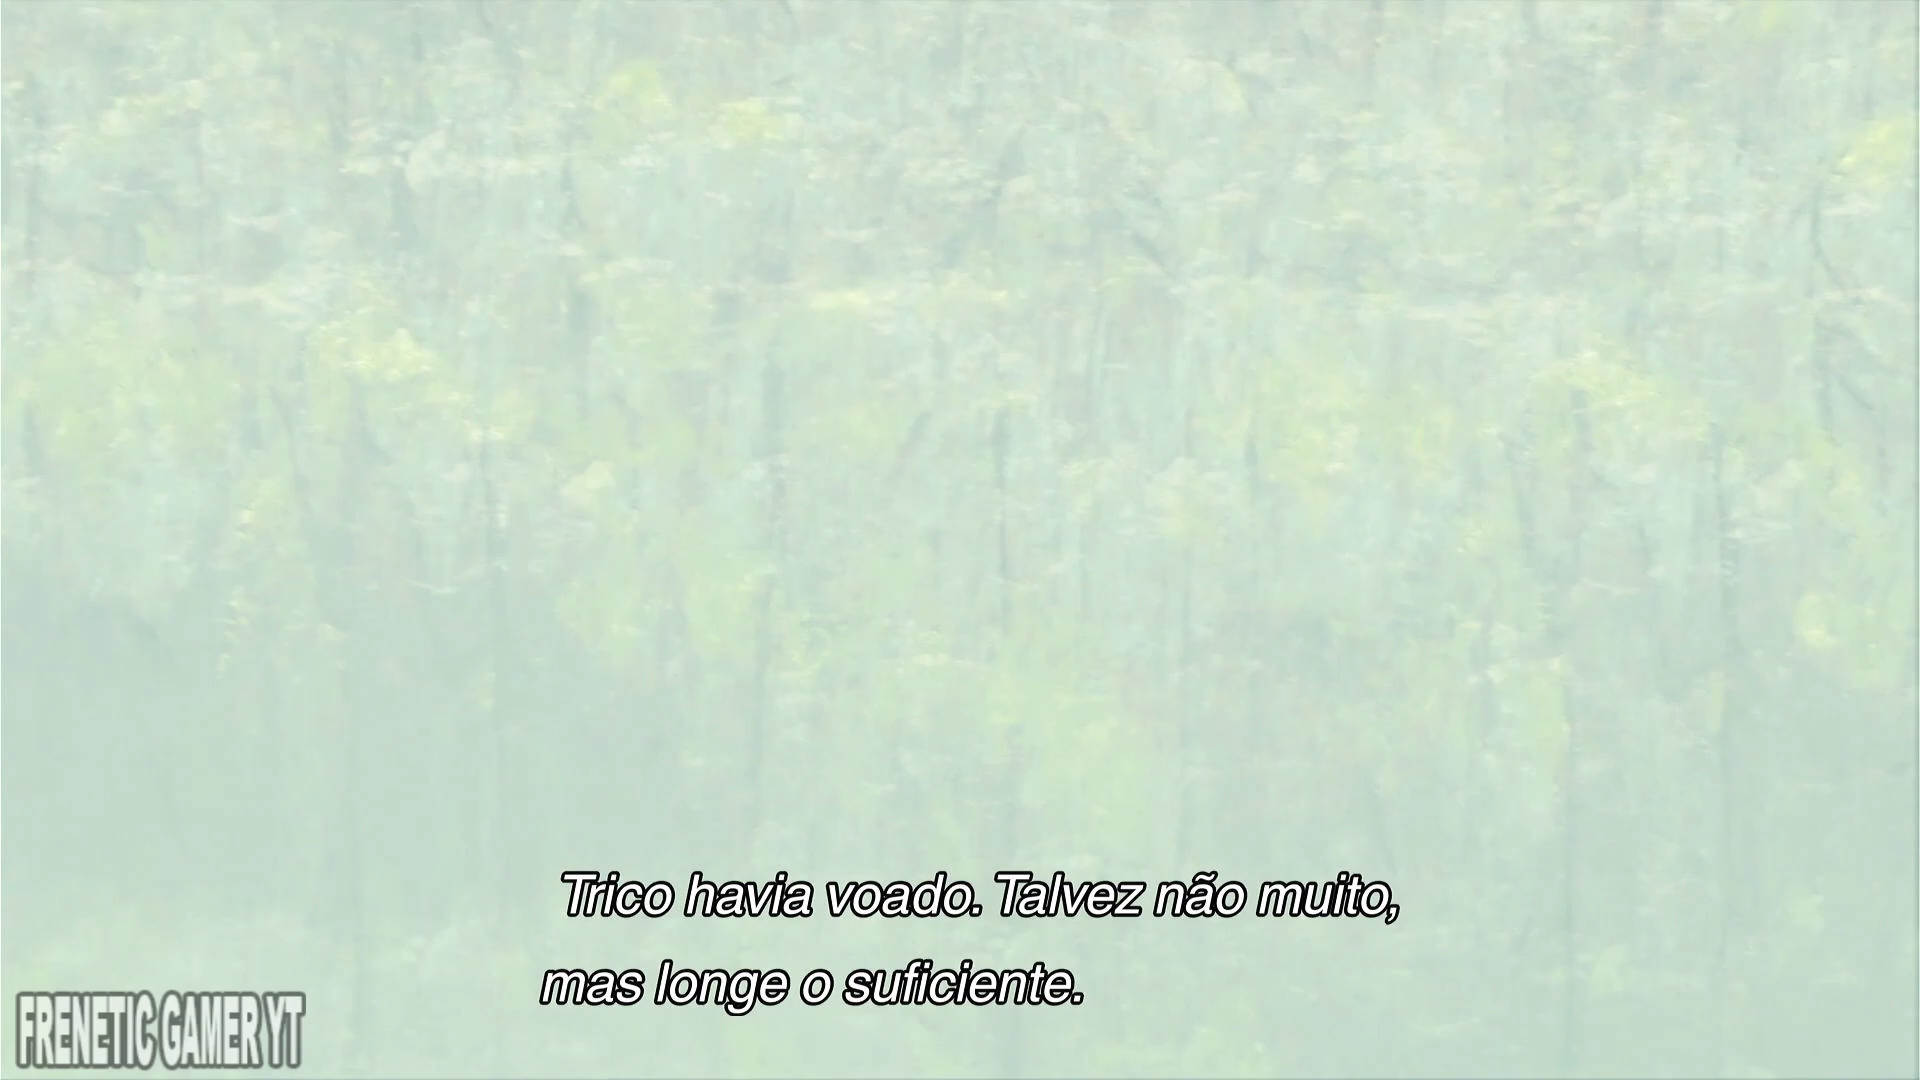 Trico havia voado. Talvez não muito,
mas longe o suficiente.
FRENETIC GAMER YT